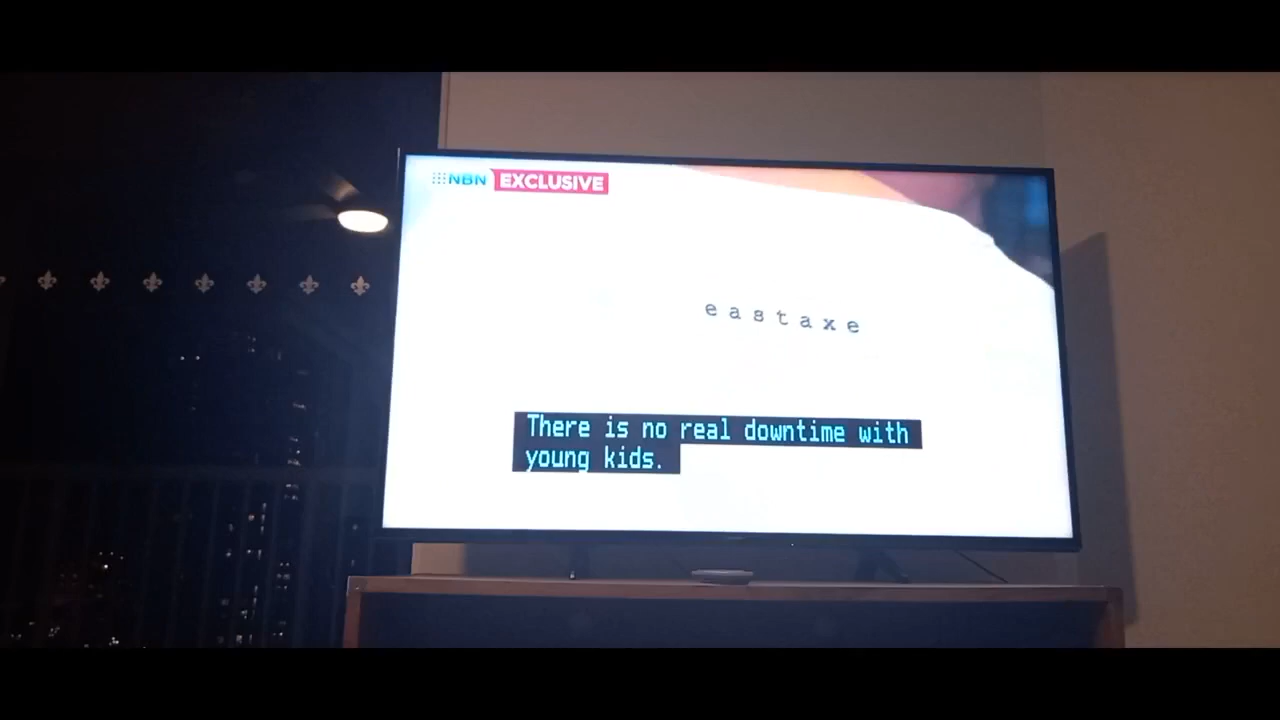 NBN EXCLUSIVE
eastaxe
There is no real downtime with
young kids.